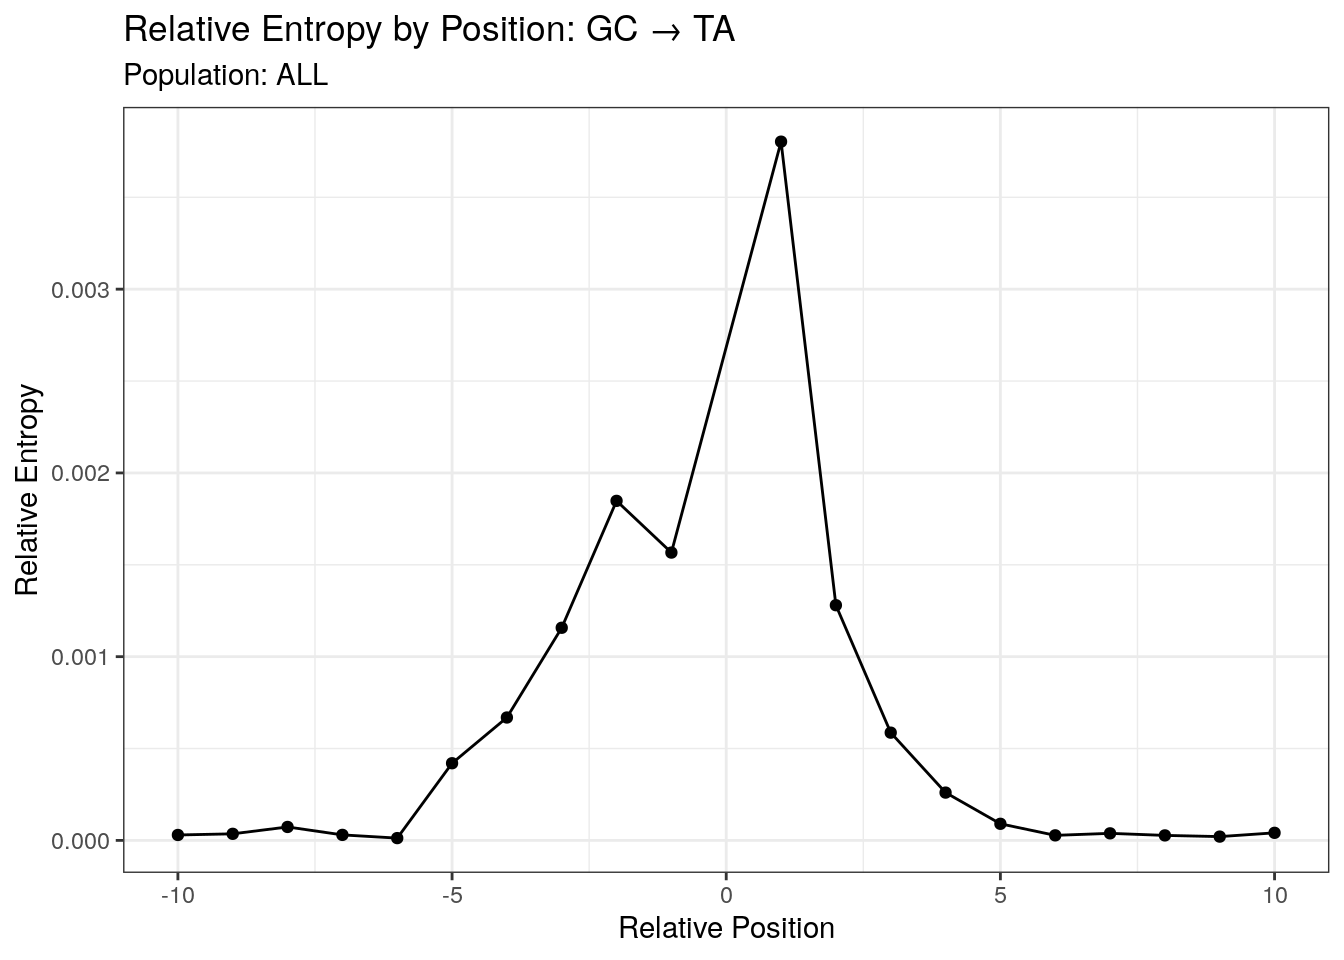 Relative Entropy by Position: GC → TA
Population: ALL
Relative Entropy
0.003
0.002
0.001
0.000
-10 -5 0 5 10
Relative Position